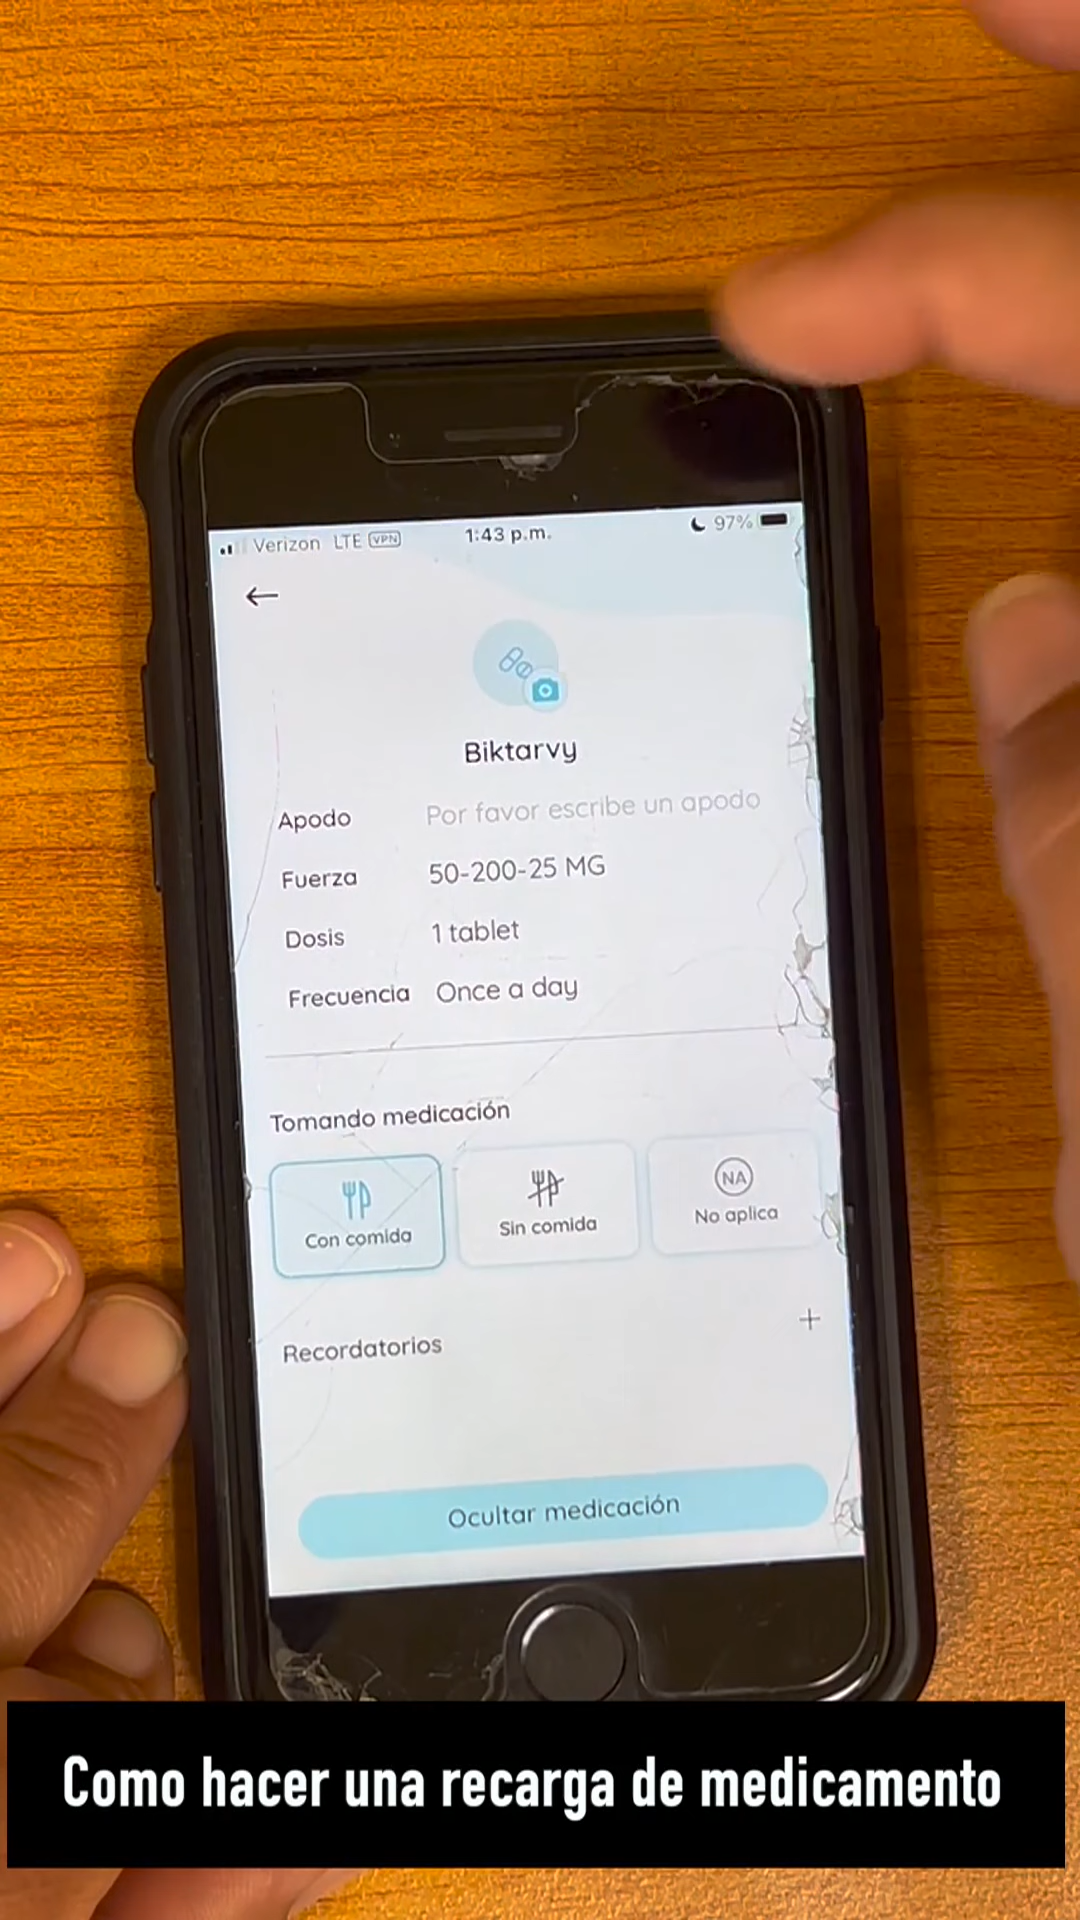 Verizon LTE VPN 1:43 p.m. 97%
Biktarvy
Apodo Por favor escribe un apodo
Fuerza 50-200-25 MG
Dosis 1 tablet
Frecuencia Once a day
Tomando medicación
Con comida Sin comida NA No aplica
Recordatorios +
Ocultar medicación
Como hacer una recarga de medicamento